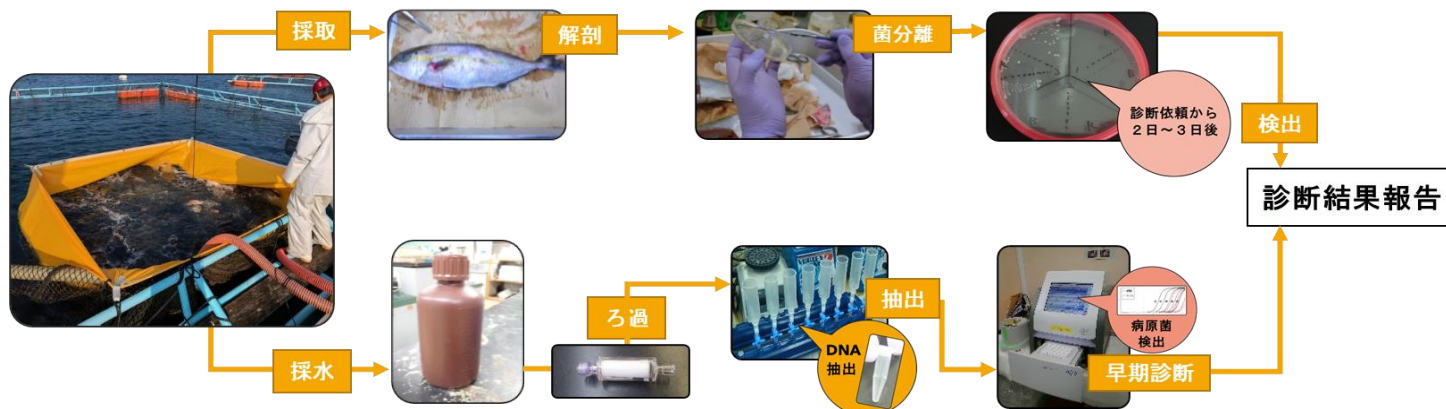 採取
解剖
菌分離
診断依頼から
2日～3日後
検出
診断結果報告
採水
ろ過
DNA
抽出
抽出
病原菌
検出
早期診断